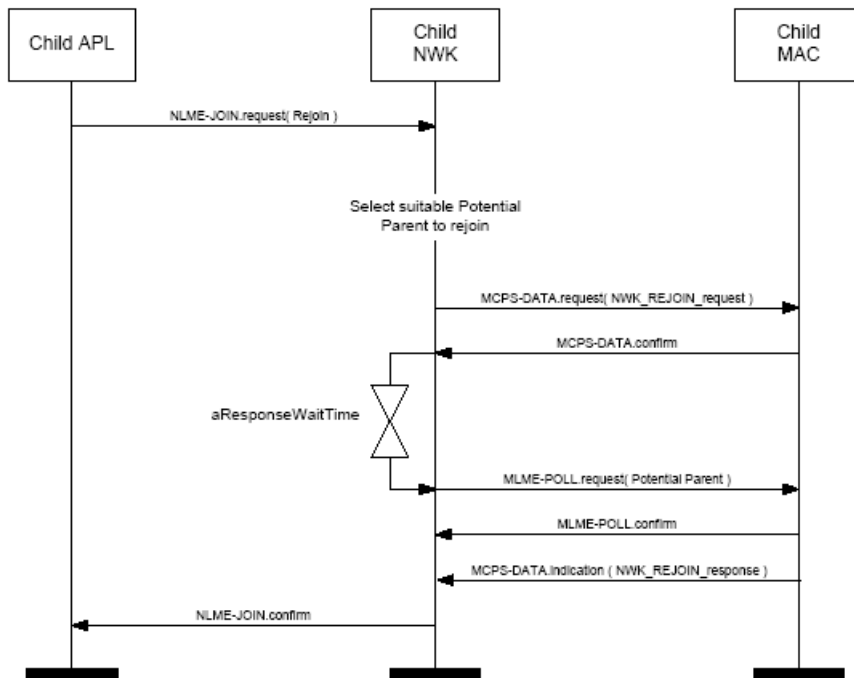 Child APL
Child
NWK
Child
MAC
NLME-JOIN.request( Rejoin )
Select suitable Potential
Parent to rejoin
MCPS-DATA.request( NWK_REJOIN_request )
MCPS-DATA.confirm
aResponseWaitTime
MLME-POLL.request( Potential Parent )
MLME-POLL.confirm
MCPS-DATA.indication ( NWK_REJOIN_response )
NLME-JOIN.confirm